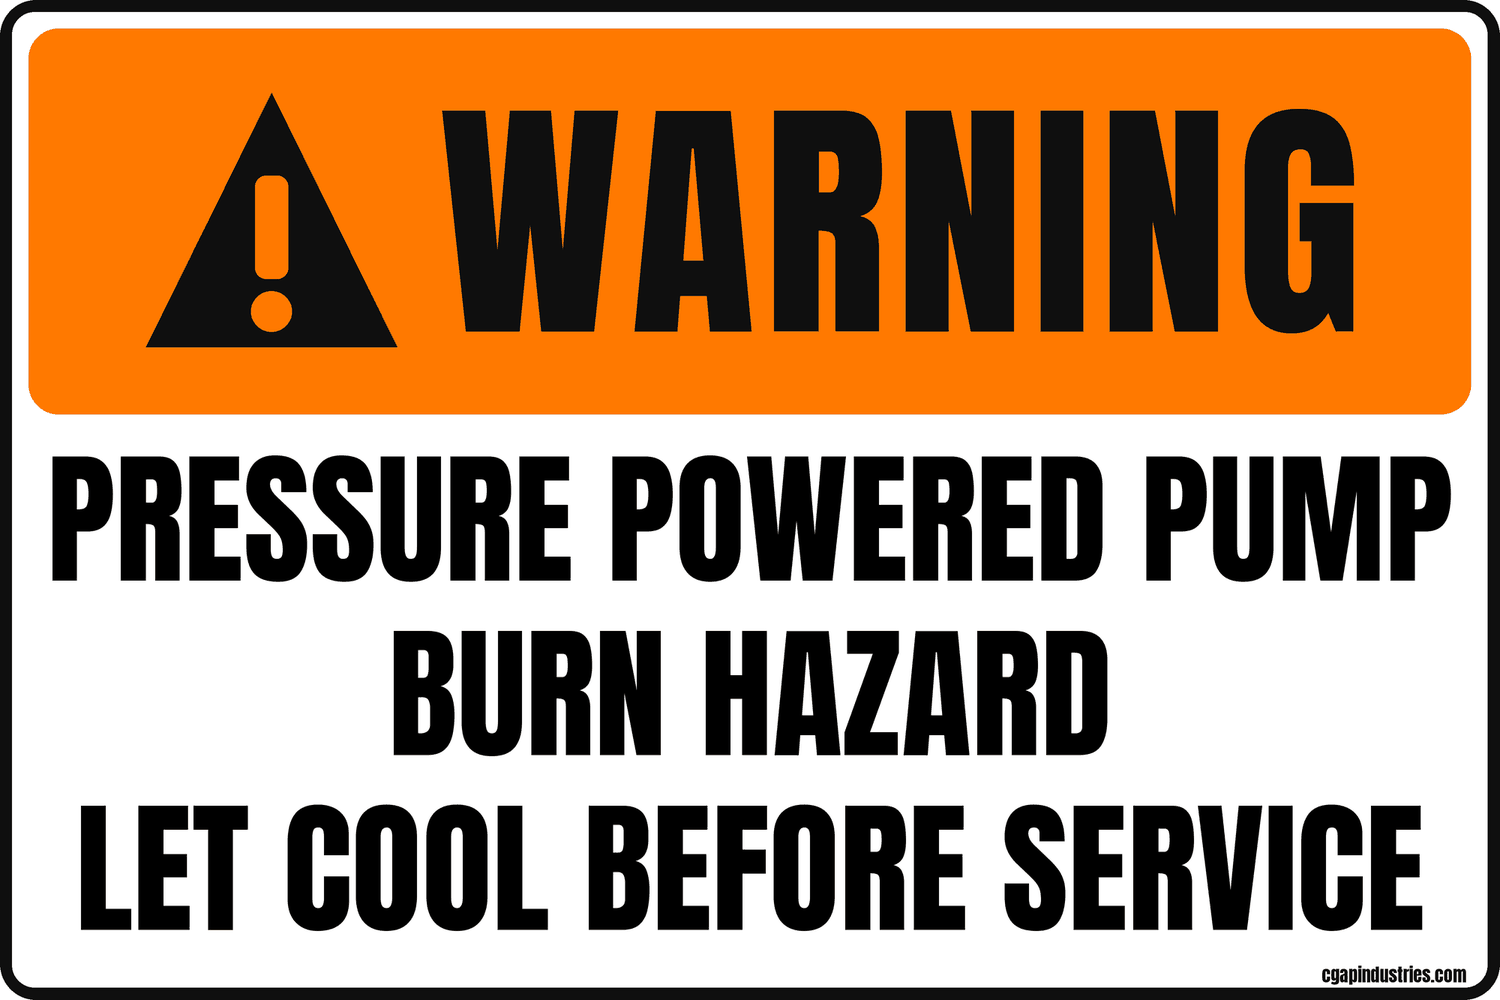 WARNING
PRESSURE POWERED PUMP
BURN HAZARD
LET COOL BEFORE SERVICE
cgapindustries.com